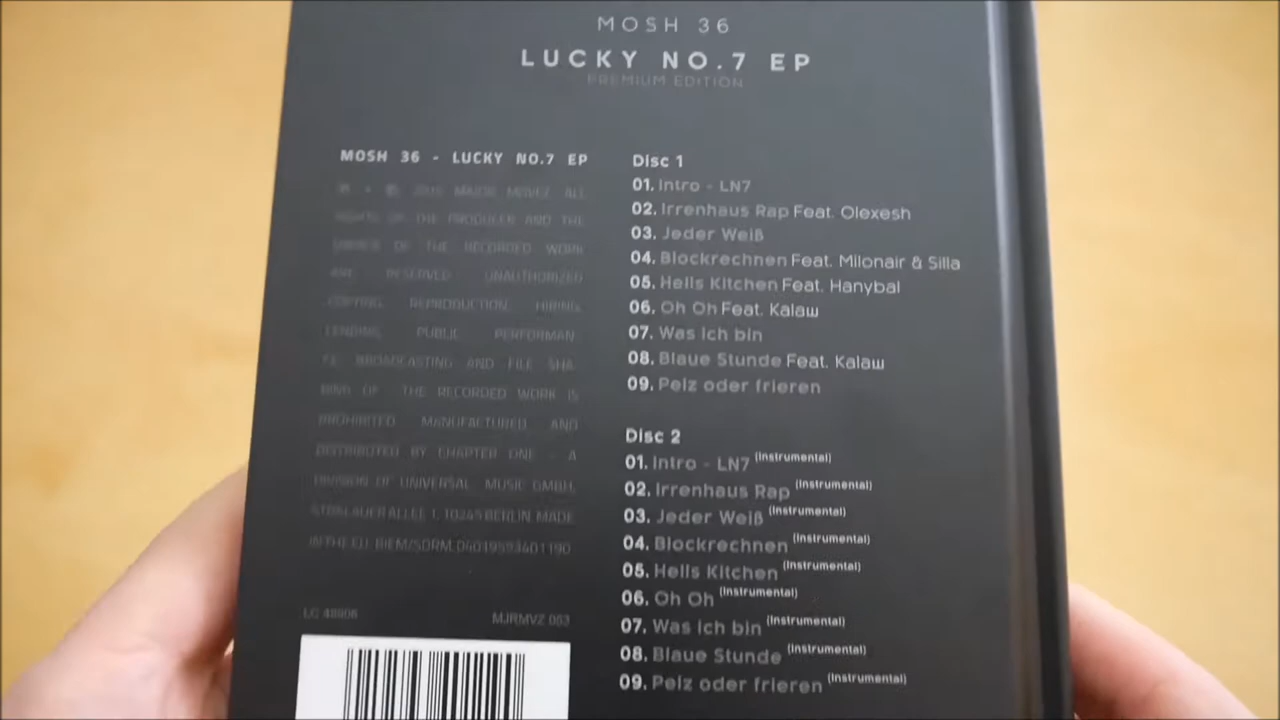 MOSH 36
LUCKY NO.7 EP
PREMIUM EDITION
MOSH 36 - LUCKY NO.7 EP
MAJOR MOVEZ ALL
RIGHTS OF THE PRODUCER AND THE
OF THE RECORDED WORK
ARE RESERVED UNAUTHORIZED
COPYING REPRODUCTION HIRING
LENDING PUBLIC PERFORMAN-
CE BROADCASTING AND FILE SHA-
RING OF THE RECORDED WORK IS
PROHIBITED MANUFACTURED AND
DISTRIBUTED BY CHAPTER ONE - A
DIVISION OF UNIVERSAL MUSIC GMBH,
STRALAUER ALLEE 1, 10245 BERLIN. MADE
IN THE EU. BIEM/SDRM. 06019593401190
LC 48906
MJRMVZ 053
Disc 1
01. Intro - LN7
02. Irrenhaus Rap Feat. Olexesh
03. Jeder Weiß
04. Blockrechnen Feat. Milonair & Silla
05. Hells Kitchen Feat. Hanybal
06. Oh Oh Feat. Kalaw
07. Was ich bin
08. Blaue Stunde Feat. Kalaw
09. Pelz oder frieren
Disc 2
01. Intro - LN7 (Instrumental)
02. Irrenhaus Rap (Instrumental)
03. Jeder Weiß (Instrumental)
04. Blockrechnen (Instrumental)
05. Hells Kitchen (Instrumental)
06. Oh Oh (Instrumental)
07. Was ich bin (Instrumental)
08. Blaue Stunde (Instrumental)
09. Pelz oder frieren (Instrumental)